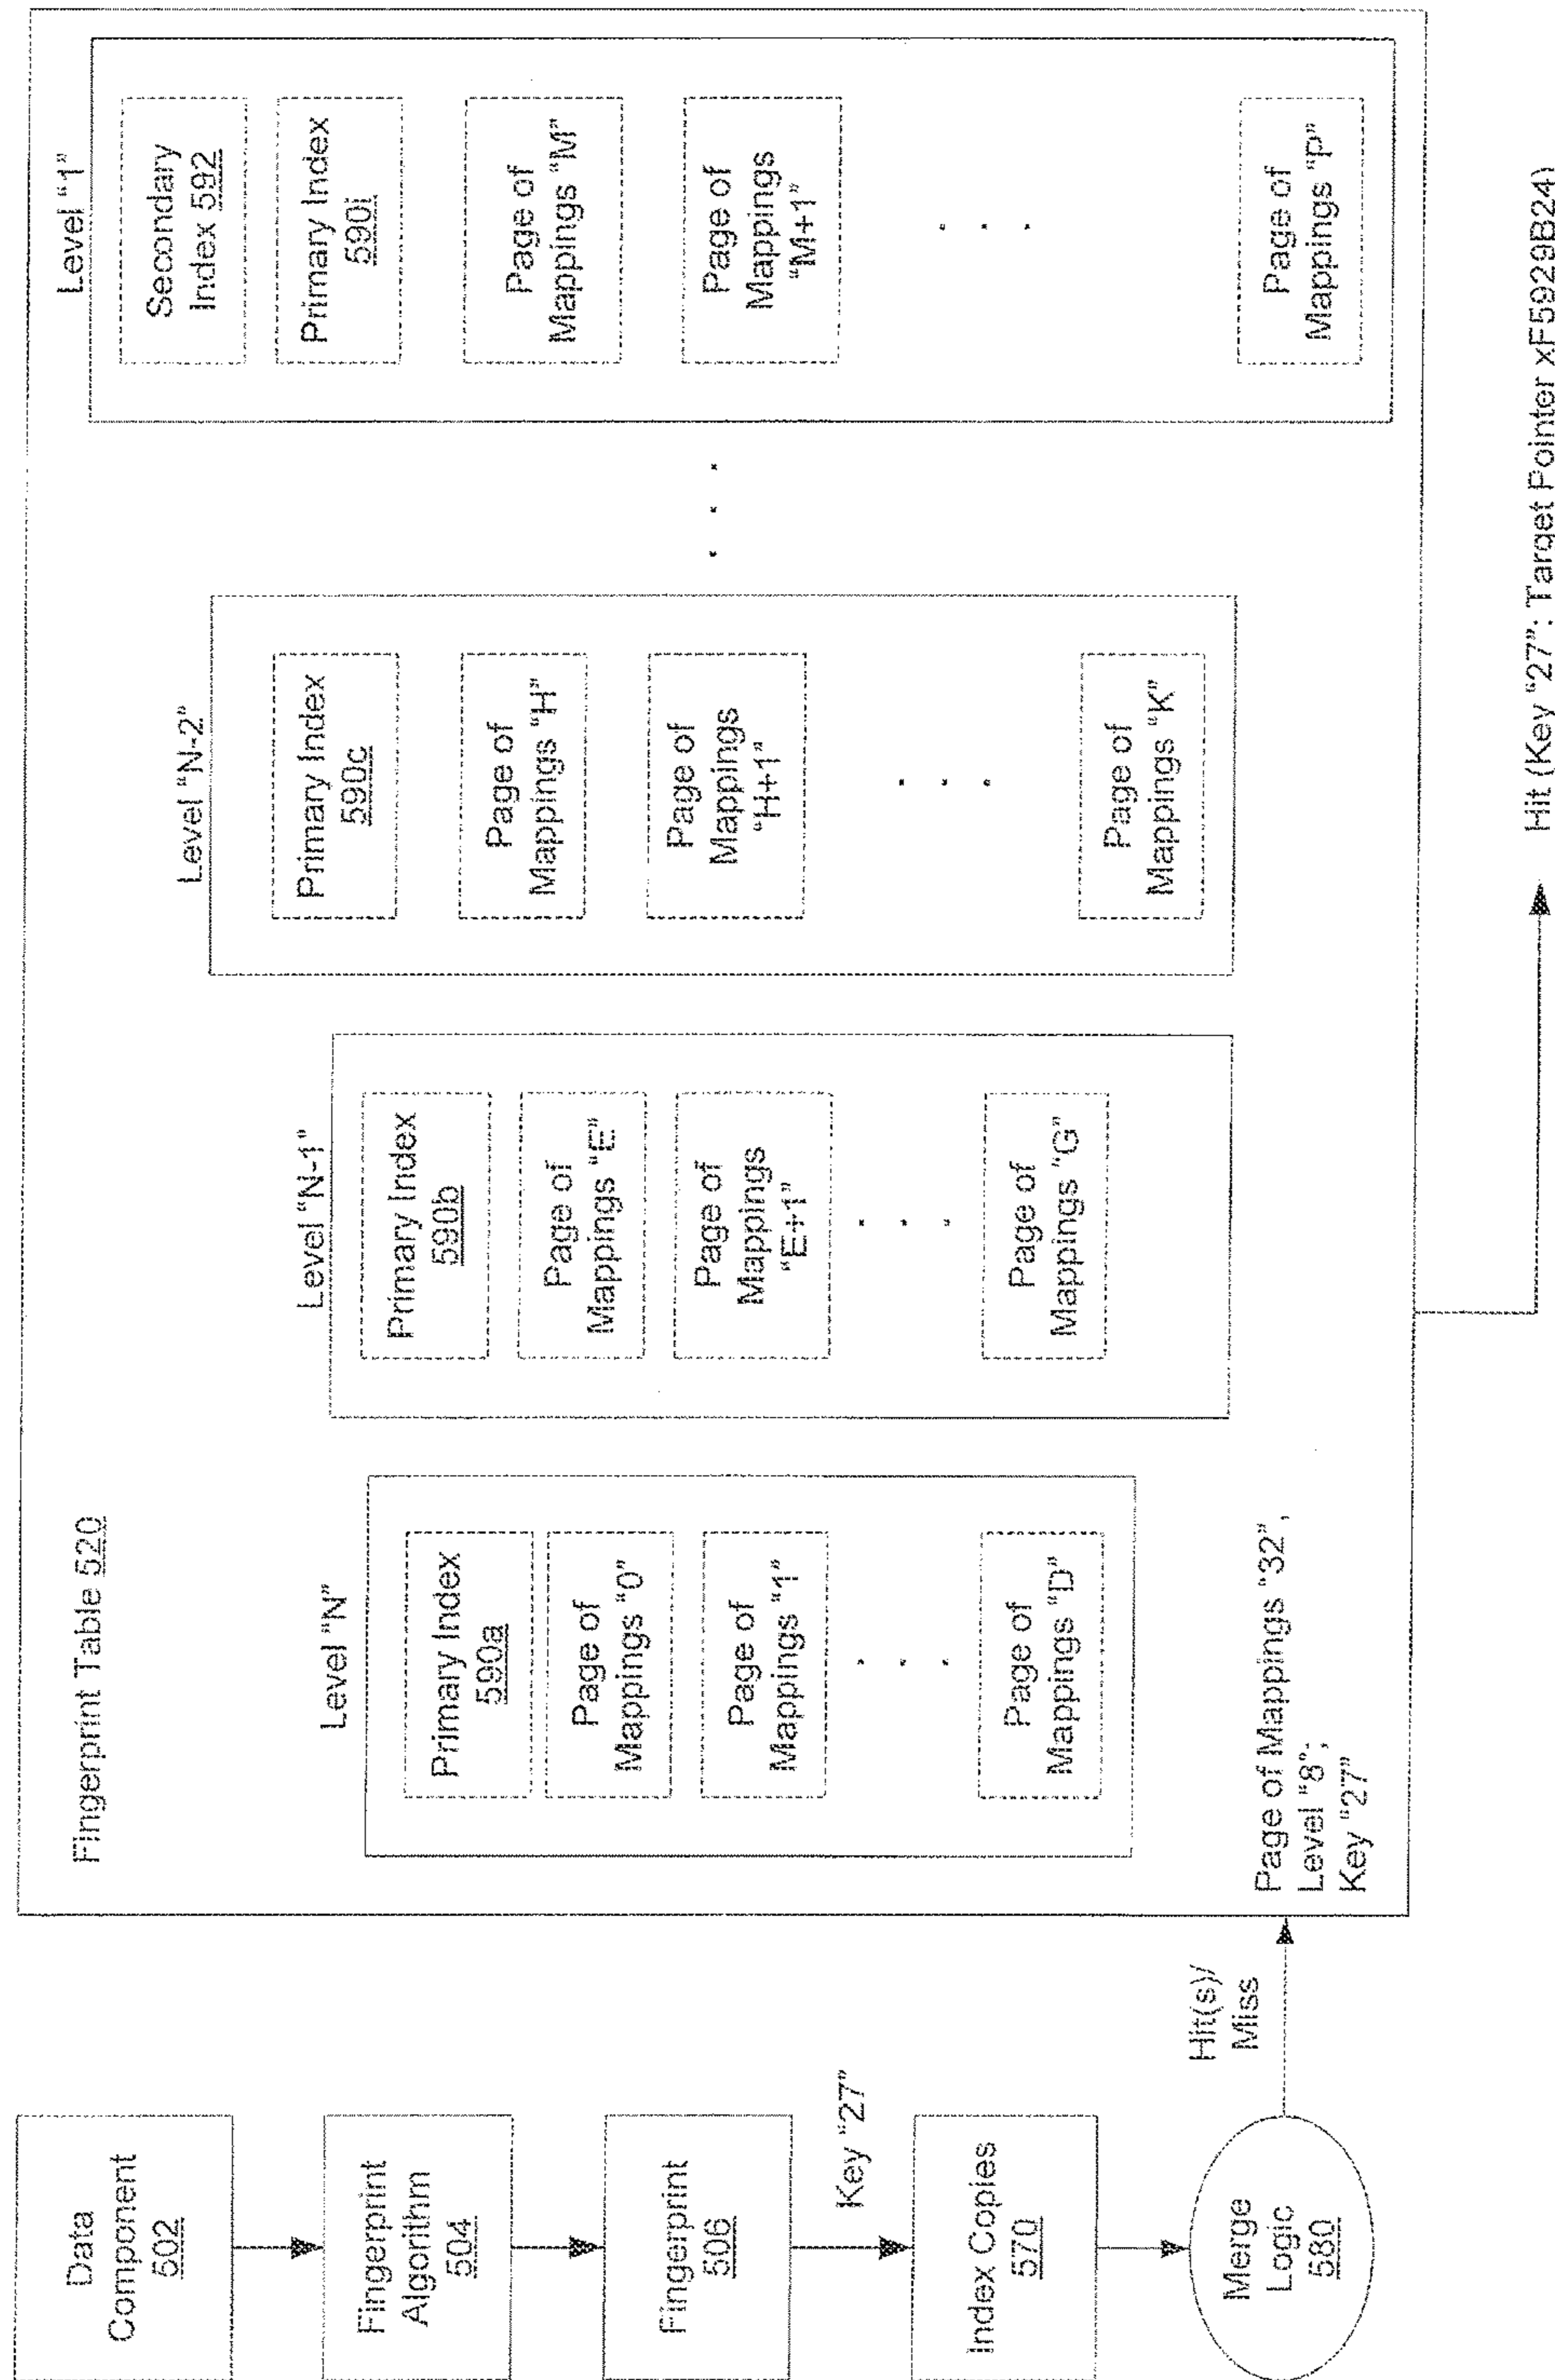 Data
Component
502
Fingerprint
Algorithm
504
Fingerprint
506
Key "27"
Index Copies
570
Merge
Logic
580
Hit(s)/
Miss
Fingerprint Table 520
Level "N"
Primary Index
590a
Page of
Mappings "0"
Page of
Mappings "1"
. . .
Page of
Mappings "D"
Level "N-1"
Primary Index
590b
Page of
Mappings "E"
Page of
Mappings
"E+1"
. . .
Page of
Mappings "G"
Level "N-2"
Primary Index
590c
Page of
Mappings "H"
Page of
Mappings
"H+1"
. . .
Page of
Mappings "K"
. . .
Level "1"
Secondary
Index 592
Primary Index
590i
Page of
Mappings "M"
Page of
Mappings
"M+1"
. . .
Page of
Mappings "P"
Page of Mappings "32",
Level "8";
Key "27"
Hit (Key "27": Target Pointer xF5929B24)